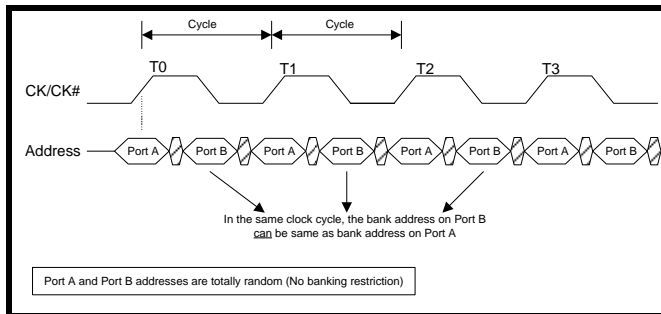 Cycle Cycle
T0 T1 T2 T3
CK/CK#
Address Port A Port B Port A Port B Port A Port B Port A Port B
In the same clock cycle, the bank address on Port B
can be same as bank address on Port A
Port A and Port B addresses are totally random (No banking restriction)